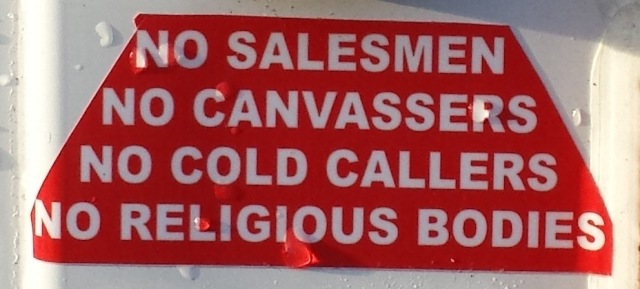 NO SALESMEN
NO CANVASSERS
NO COLD CALLERS
NO RELIGIOUS BODIES